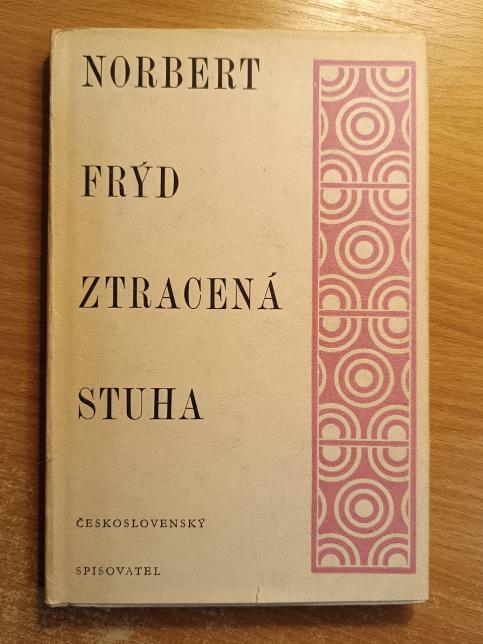 NORBERT
FRÝD
ZTRACENÁ
STUHA
ČESKOSLOVENSKÝ
SPISOVATEL